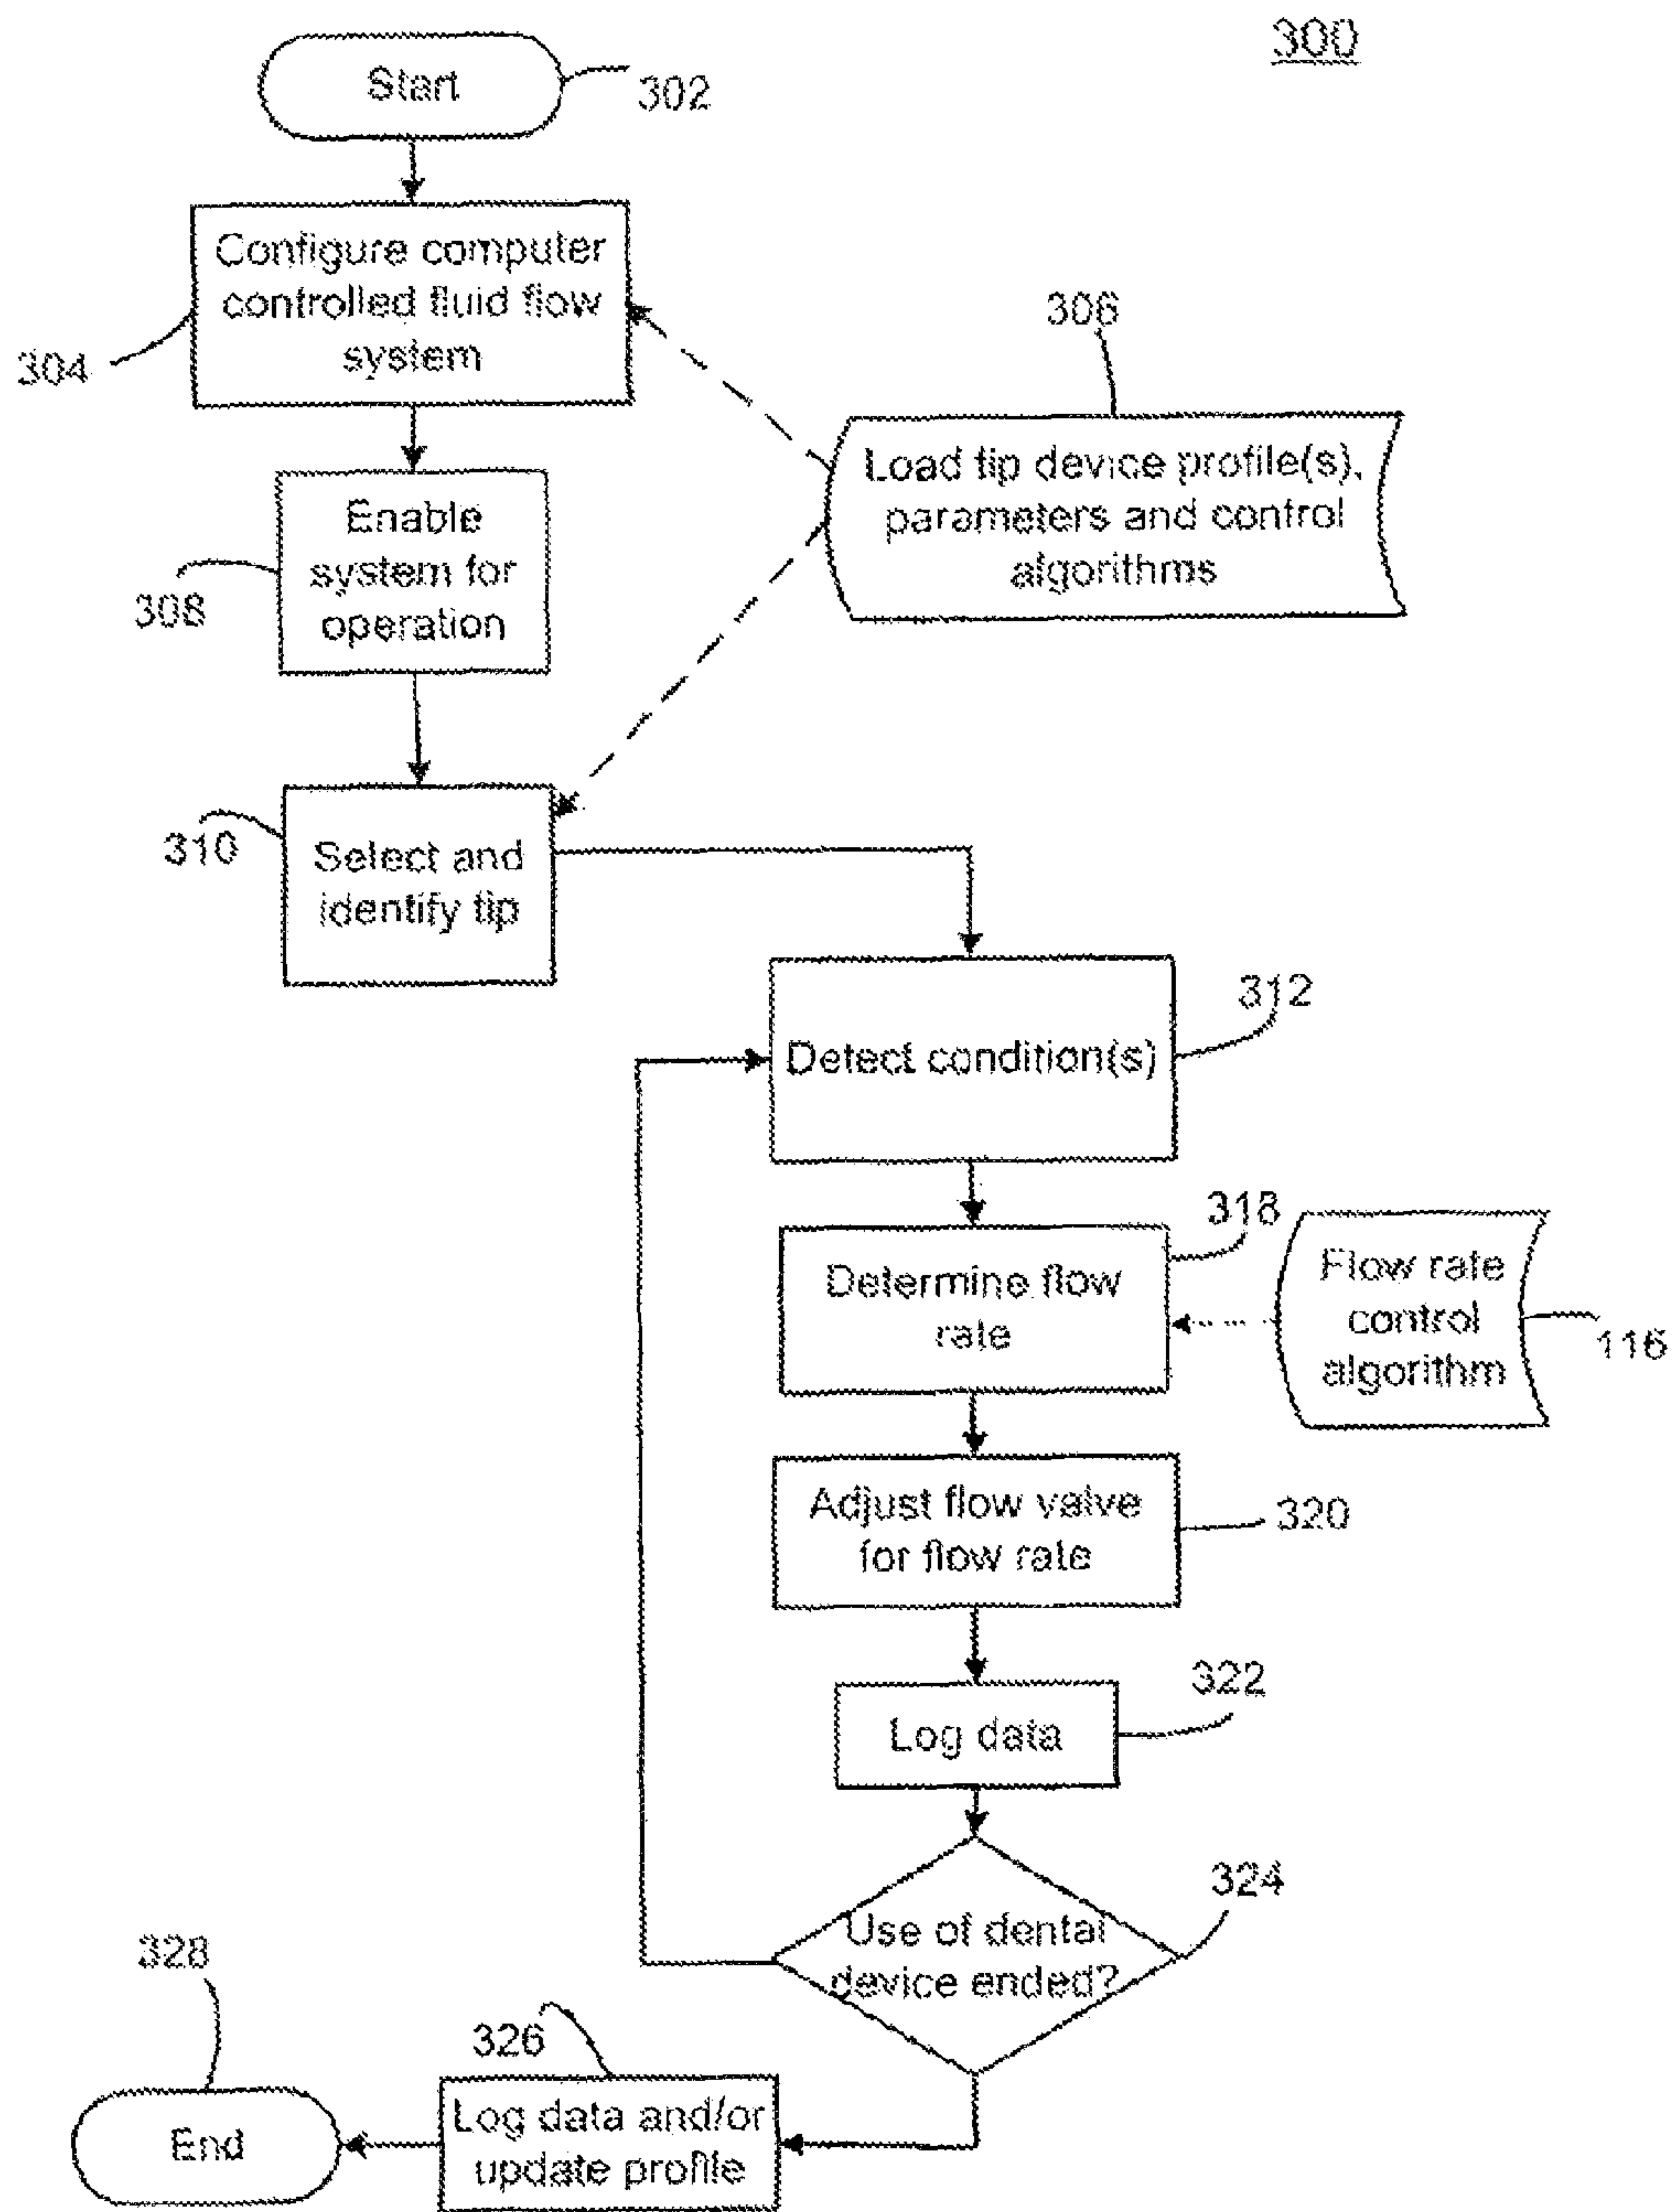 300
Start
302
Configure computer
controlled fluid flow
system
304
306
Load tip device profile(s),
parameters and control
algorithms
Enable
system for
operation
308
310
Select and
identify tip
312
Detect condition(s)
318
Determine flow
rate
Flow rate
control
algorithm
116
Adjust flow valve
for flow rate
320
322
Log data
324
Use of dental
device ended?
328
326
End
Log data and/or
update profile